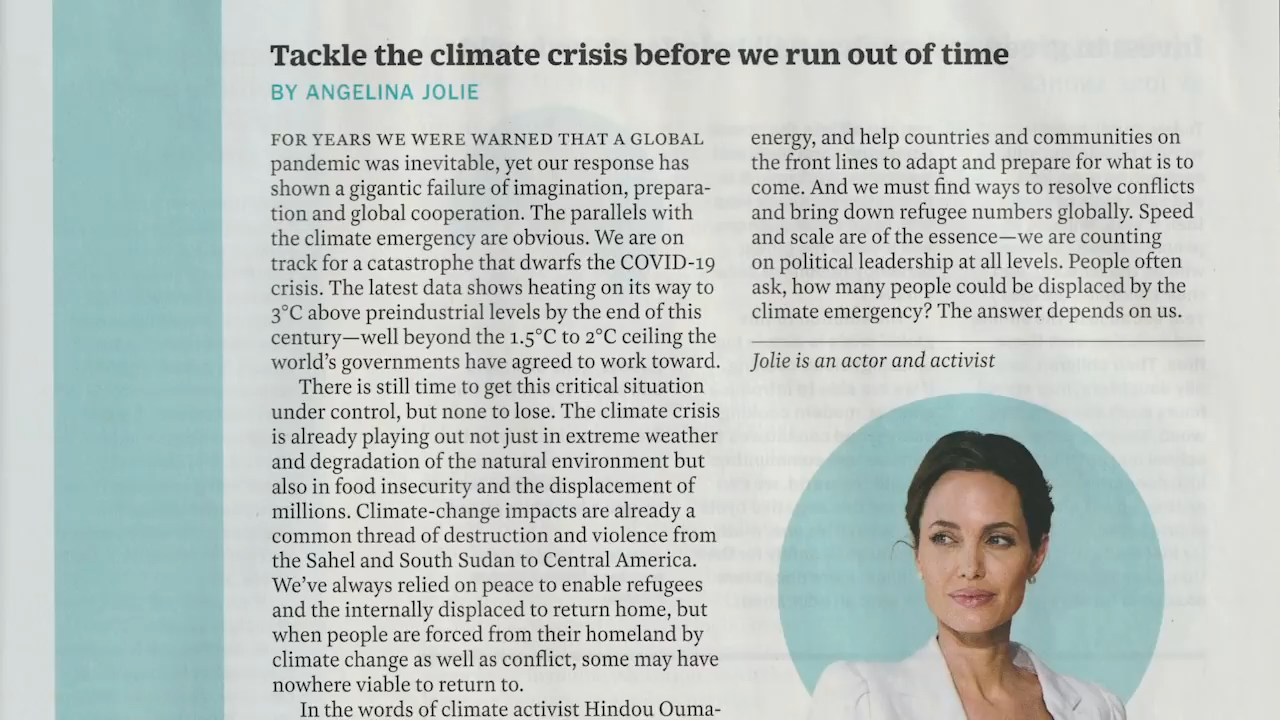 Tackle the climate crisis before we run out of time
BY ANGELINA JOLIE
FOR YEARS WE WERE WARNED THAT A GLOBAL
pandemic was inevitable, yet our response has
shown a gigantic failure of imagination, prepara-
tion and global cooperation. The parallels with
the climate emergency are obvious. We are on
track for a catastrophe that dwarfs the COVID-19
crisis. The latest data shows heating on its way to
3°C above preindustrial levels by the end of this
century—well beyond the 1.5°C to 2°C ceiling the
world's governments have agreed to work toward.
There is still time to get this critical situation
under control, but none to lose. The climate crisis
is already playing out not just in extreme weather
and degradation of the natural environment but
also in food insecurity and the displacement of
millions. Climate-change impacts are already a
common thread of destruction and violence from
the Sahel and South Sudan to Central America.
We've always relied on peace to enable refugees
and the internally displaced to return home, but
when people are forced from their homeland by
climate change as well as conflict, some may have
nowhere viable to return to.
In the words of climate activist Hindou Ouma-
energy, and help countries and communities on
the front lines to adapt and prepare for what is to
come. And we must find ways to resolve conflicts
and bring down refugee numbers globally. Speed
and scale are of the essence—we are counting
on political leadership at all levels. People often
ask, how many people could be displaced by the
climate emergency? The answer depends on us.
Jolie is an actor and activist